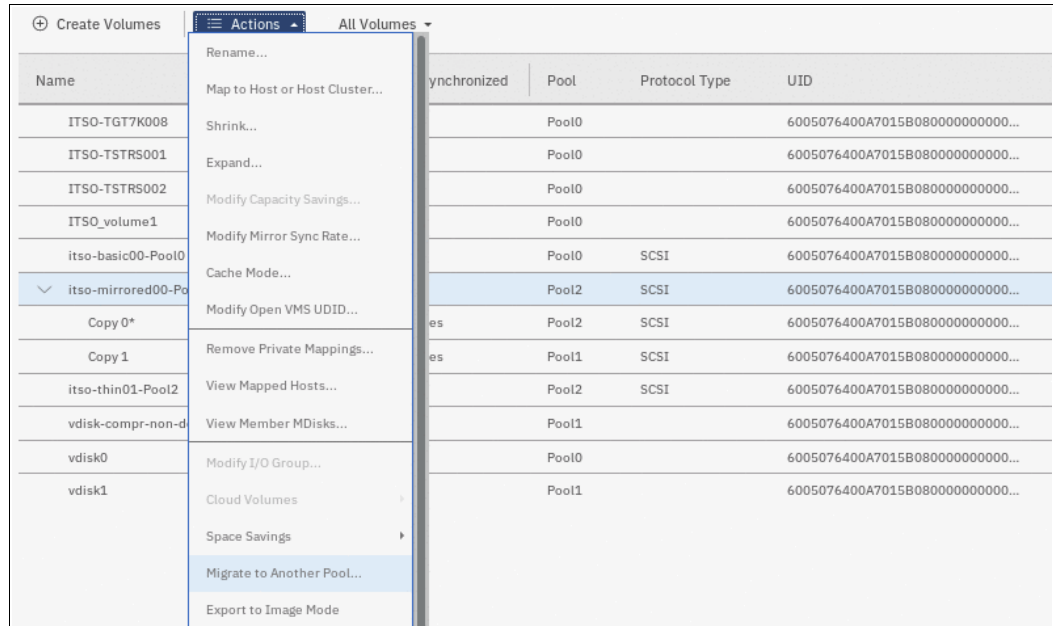 Create Volumes Actions All Volumes
Rename...
Name ynchronized Pool Protocol Type UID
Map to Host or Host Cluster...
ITSO-TGT7K008 Shrink... Pool0 6005076400A7015B080000000000...
ITSO-TSTRS001 Expand... Pool0 6005076400A7015B080000000000...
ITSO-TSTRS002 Modify Capacity Savings... Pool0 6005076400A7015B080000000000...
ITSO_volume1 Modify Mirror Sync Rate... Pool0 6005076400A7015B080000000000...
itso-basic00-Pool0 Cache Mode... Pool0 SCSI 6005076400A7015B080000000000...
itso-mirrored00-Po Modify Open VMS UDID... Pool2 SCSI 6005076400A7015B080000000000...
Copy 0* es Pool2 SCSI 6005076400A7015B080000000000...
Copy 1 Remove Private Mappings... es Pool1 SCSI 6005076400A7015B080000000000...
itso-thin01-Pool2 View Mapped Hosts... Pool2 SCSI 6005076400A7015B080000000000...
vdisk-compr-non-d View Member MDisks... Pool1 6005076400A7015B080000000000...
vdisk0 Modify I/O Group... Pool0 6005076400A7015B080000000000...
vdisk1 Cloud Volumes Pool1 6005076400A7015B080000000000...
Space Savings
Migrate to Another Pool...
Export to Image Mode